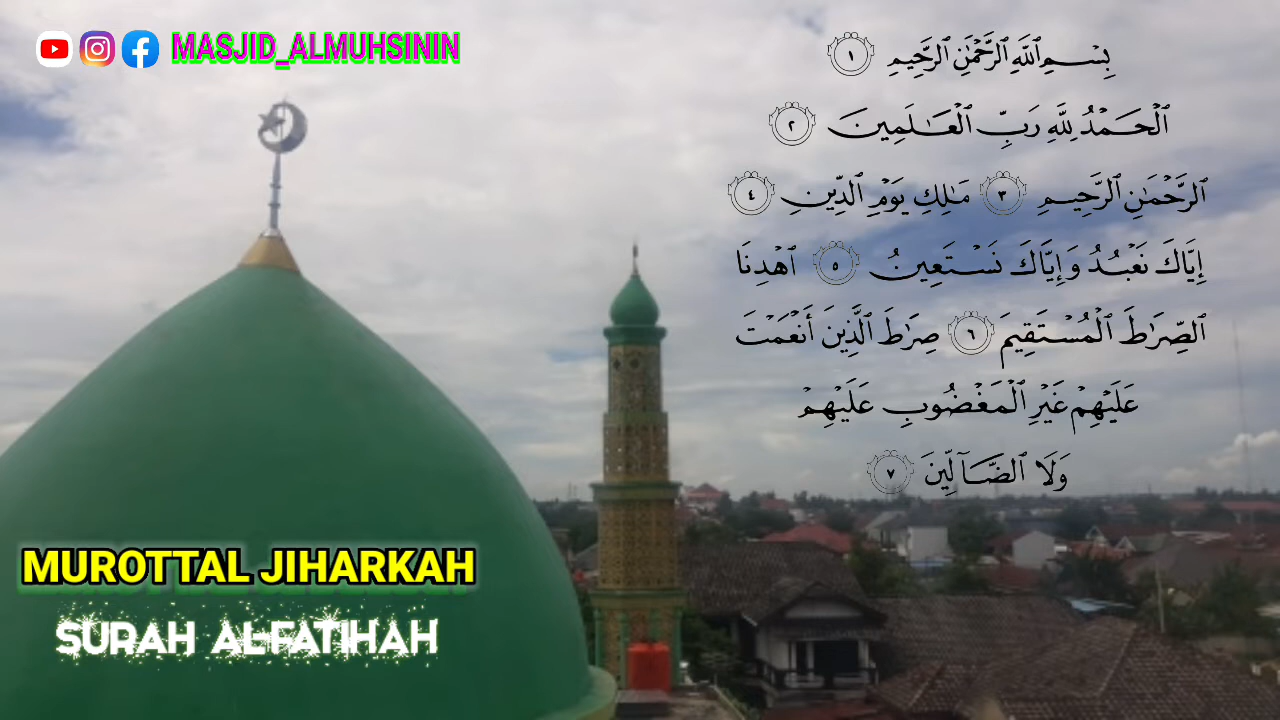 MASJID_ALMUHSININ
بِسْمِ ٱللَّهِ ٱلرَّحْمَٰنِ ٱلرَّحِيمِ ١
ٱلْحَمْدُ لِلَّهِ رَبِّ ٱلْعَٰلَمِينَ ٢
ٱلرَّحْمَٰنِ ٱلرَّحِيمِ ٣ مَٰلِكِ يَوْمِ ٱلدِّينِ ٤
إِيَّاكَ نَعْبُدُ وَإِيَّاكَ نَسْتَعِينُ ٥ ٱهْدِنَا
ٱلصِّرَٰطَ ٱلْمُسْتَقِيمَ ٦ صِرَٰطَ ٱلَّذِينَ أَنْعَمْتَ
عَلَيْهِمْ غَيْرِ ٱلْمَغْضُوبِ عَلَيْهِمْ
وَلَا ٱلضَّآلِّينَ ٧
MUROTTAL JIHARKAH
SURAH AL-FATIHAH